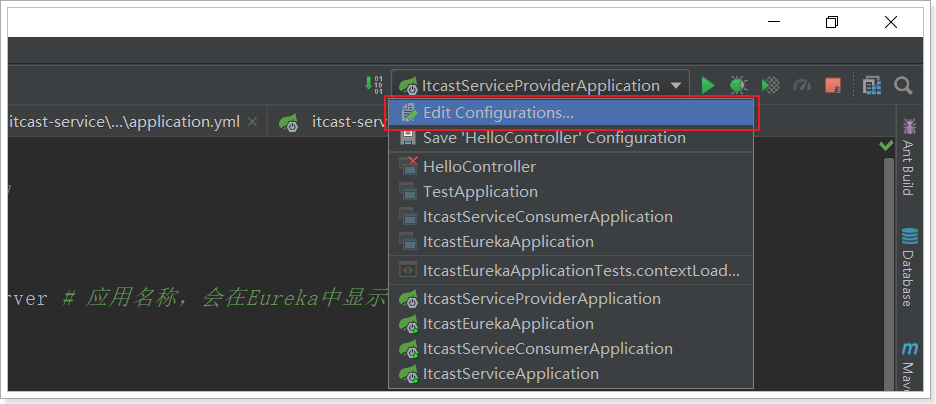 ItcastServiceProviderApplication
itcast-service\...\application.yml
itcast-serv
Edit Configurations...
Save 'HelloController' Configuration
HelloController
TestApplication
ItcastServiceConsumerApplication
ItcastEurekaApplication
ItcastEurekaApplicationTests.contextLoad...
rver # 应用名称，会在Eureka中显示
ItcastServiceProviderApplication
ItcastEurekaApplication
ItcastServiceConsumerApplication
ItcastServiceApplication
Ant Build
Database
Mave